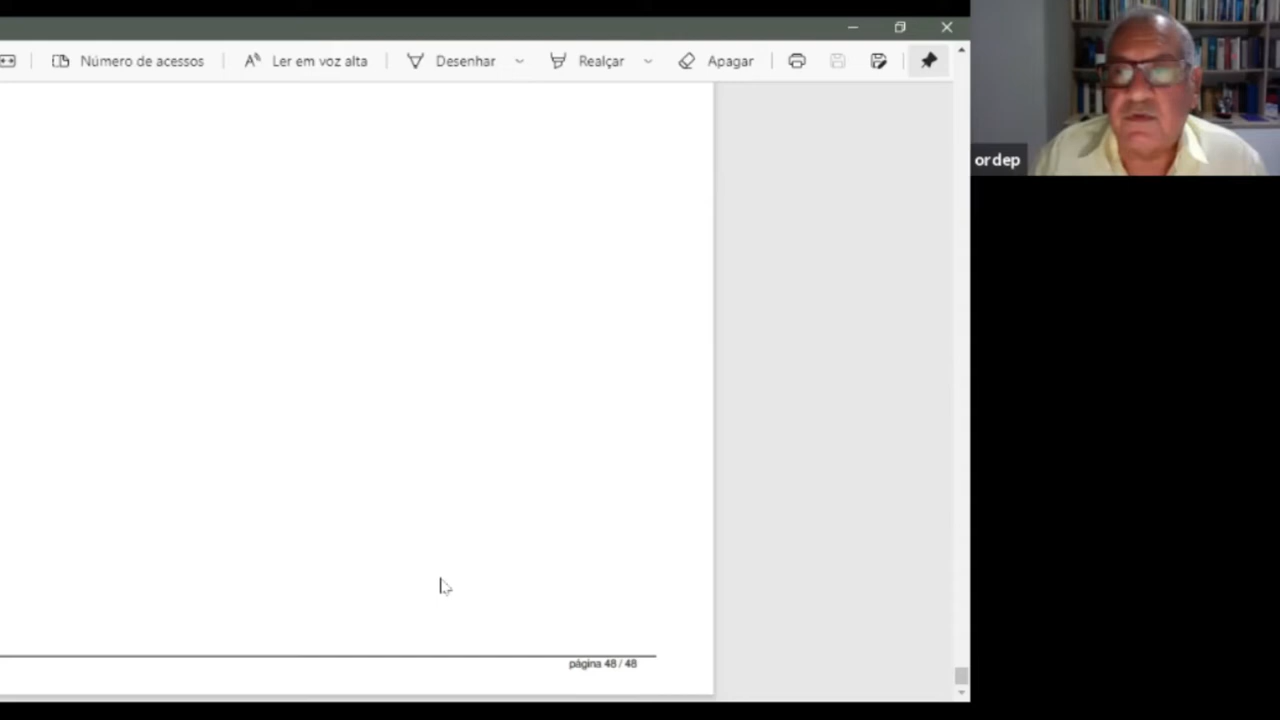 Número de acessos Ler em voz alta Desenhar Realçar Apagar
ordep
página 48 / 48